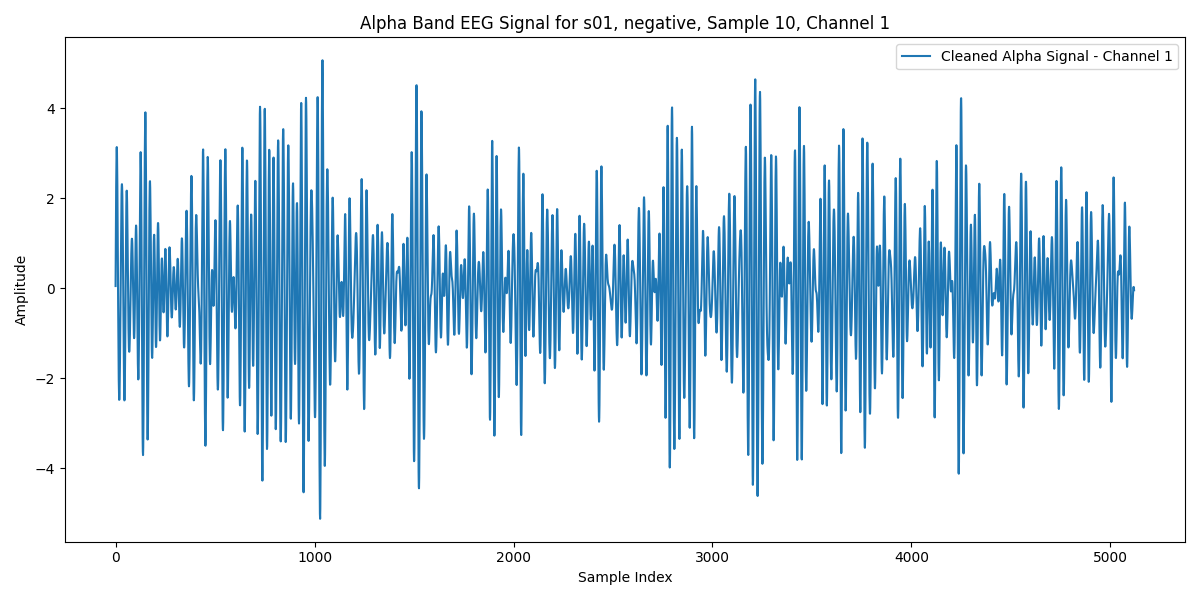 Alpha Band EEG Signal for s01, negative, Sample 10, Channel 1
Cleaned Alpha Signal - Channel 1
Amplitude
4
2
0
−2
−4
0 1000 2000 3000 4000 5000
Sample Index